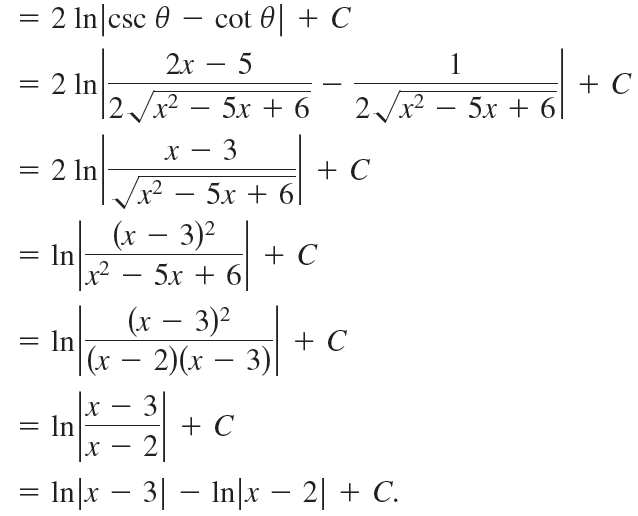 = 2 ln|csc θ − cot θ| + C
= 2 ln|(2x − 5)/(2√(x² − 5x + 6)) − 1/(2√(x² − 5x + 6))| + C
= 2 ln|(x − 3)/√(x² − 5x + 6)| + C
= ln|(x − 3)²/(x² − 5x + 6)| + C
= ln|(x − 3)²/((x − 2)(x − 3))| + C
= ln|(x − 3)/(x − 2)| + C
= ln|x − 3| − ln|x − 2| + C.